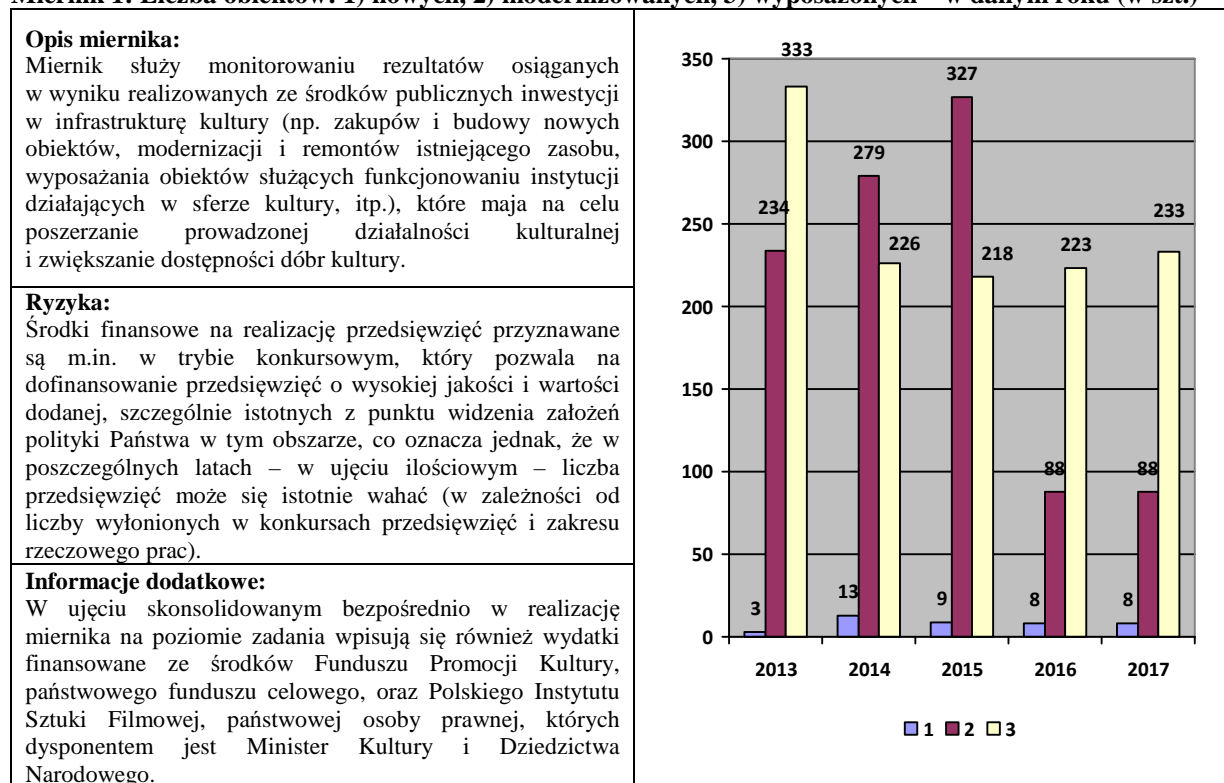 Miernik 1: Liczba obiektów: 1) nowych, 2) modernizowanych, 3) wyposażonych – w danym roku (w szt.)
Opis miernika:
Miernik służy monitorowaniu rezultatów osiąganych
w wyniku realizowanych ze środków publicznych inwestycji
w infrastrukturę kultury (np. zakupów i budowy nowych
obiektów, modernizacji i remontów istniejącego zasobu,
wyposażania obiektów służących funkcjonowaniu instytucji
działających w sferze kultury, itp.), które maja na celu
poszerzanie prowadzonej działalności kulturalnej
i zwiększanie dostępności dóbr kultury.
Ryzyka:
Środki finansowe na realizację przedsięwzięć przyznawane
są m.in. w trybie konkursowym, który pozwala na
dofinansowanie przedsięwzięć o wysokiej jakości i wartości
dodanej, szczególnie istotnych z punktu widzenia założeń
polityki Państwa w tym obszarze, co oznacza jednak, że w
poszczególnych latach – w ujęciu ilościowym – liczba
przedsięwzięć może się istotnie wahać (w zależności od
liczby wyłonionych w konkursach przedsięwzięć i zakresu
rzeczowego prac).
Informacje dodatkowe:
W ujęciu skonsolidowanym bezpośrednio w realizację
miernika na poziomie zadania wpisują się również wydatki
finansowane ze środków Funduszu Promocji Kultury,
państwowego funduszu celowego, oraz Polskiego Instytutu
Sztuki Filmowej, państwowej osoby prawnej, których
dysponentem jest Minister Kultury i Dziedzictwa
Narodowego.
333
350
327
300
279
250
234
226
218
223
233
200
150
100
88
88
50
3
13
9
8
8
0
2013 2014 2015 2016 2017
1 2 3